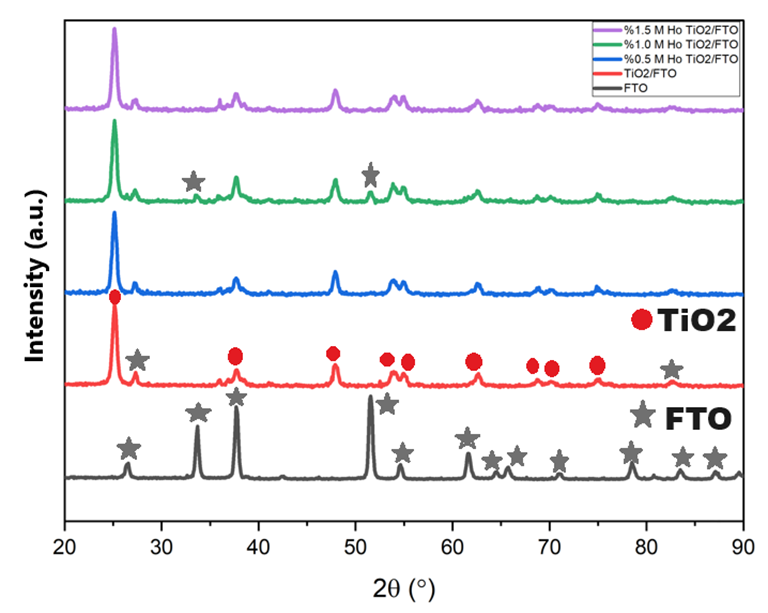 %1.5 M Ho TiO2/FTO
%1.0 M Ho TiO2/FTO
%0.5 M Ho TiO2/FTO
TiO2/FTO
FTO
Intensity (a.u.)
TiO2
FTO
20 30 40 50 60 70 80 90
2θ (°)